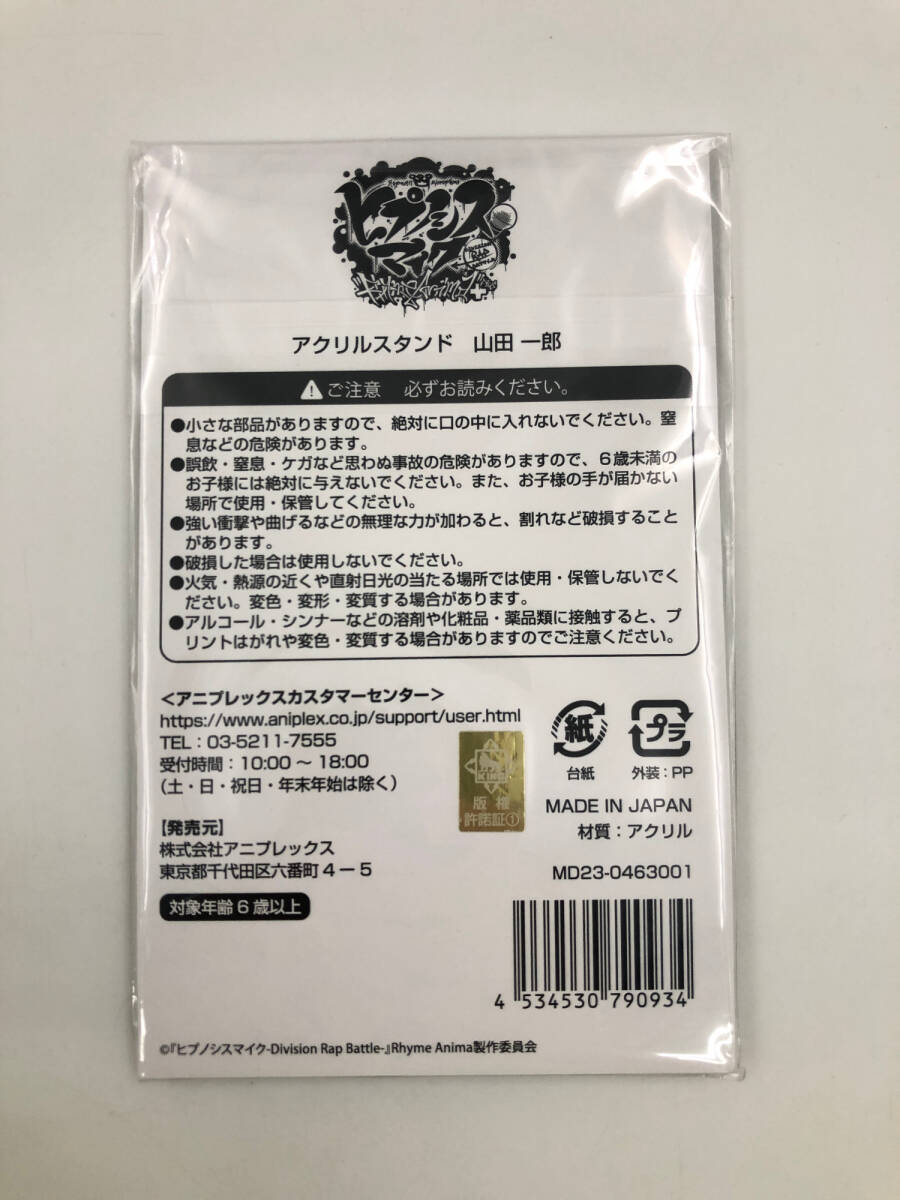 ヒプノシス
マイク
DIVISION
RAP
BATTLE
アクリルスタンド 山田 一郎
ご注意 必ずお読みください。
●小さな部品がありますので、絶対に口の中に入れないでください。窒
息などの危険があります。
●誤飲・窒息・ケガなど思わぬ事故の危険がありますので、6歳未満の
お子様には絶対に与えないでください。また、お子様の手が届かない
場所で使用・保管してください。
●強い衝撃や曲げるなどの無理な力が加わると、割れなど破損すること
があります。
●破損した場合は使用しないでください。
●火気・熱源の近くや直射日光の当たる場所では使用・保管しないでく
ださい。変色・変形・変質する場合があります。
●アルコール・シンナーなどの溶剤や化粧品・薬品類に接触すると、プ
リントはがれや変色・変質する場合がありますのでご注意ください。
<アニプレックスカスタマーセンター>
https://www.aniplex.co.jp/support/user.html
TEL：03-5211-7555
受付時間：10:00～18:00
（土・日・祝日・年末年始は除く）
【発売元】
株式会社アニプレックス
東京都千代田区六番町4－5
対象年齢6歳以上
KING
版権
許諾証①
紙
台紙
プラ
外装：PP
MADE IN JAPAN
材質：アクリル
MD23-0463001
4 534530 790934
©『ヒプノシスマイク-Division Rap Battle-』Rhyme Anima製作委員会